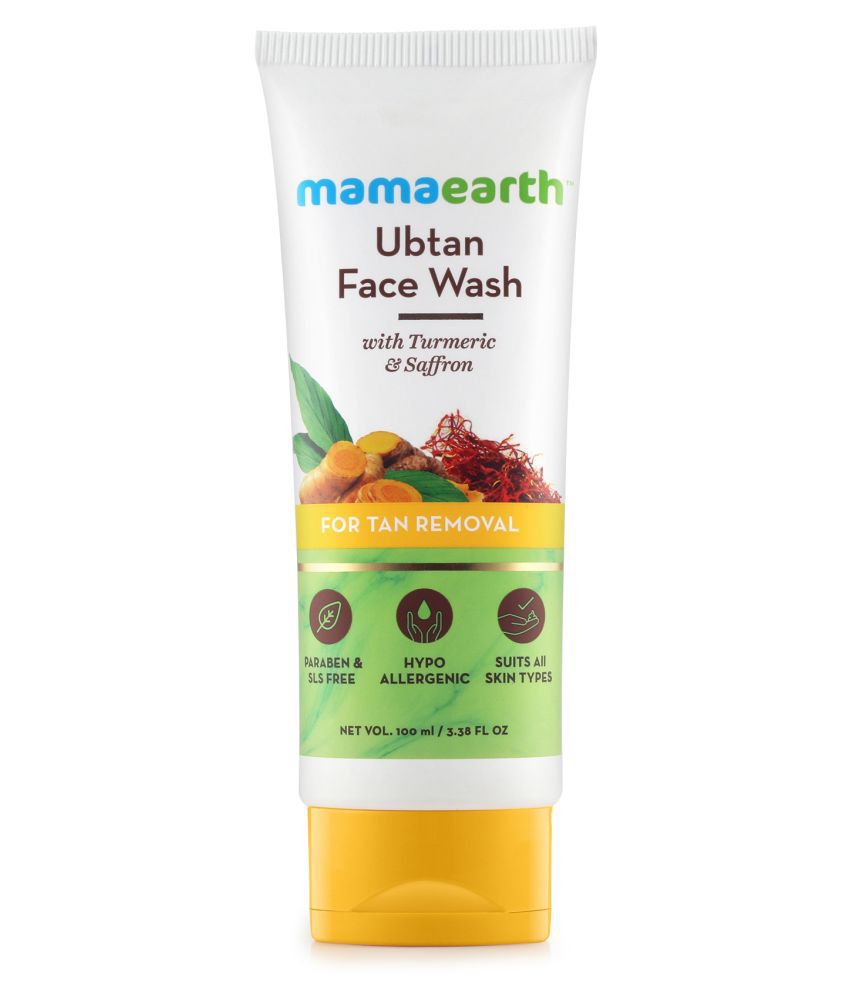 mamaearth™
Ubtan
Face Wash
with Turmeric
& Saffron
FOR TAN REMOVAL
PARABEN &
SLS FREE
HYPO
ALLERGENIC
SUITS All
SKIN TYPES
NET VOL. 100 ml / 3.38 FL OZ